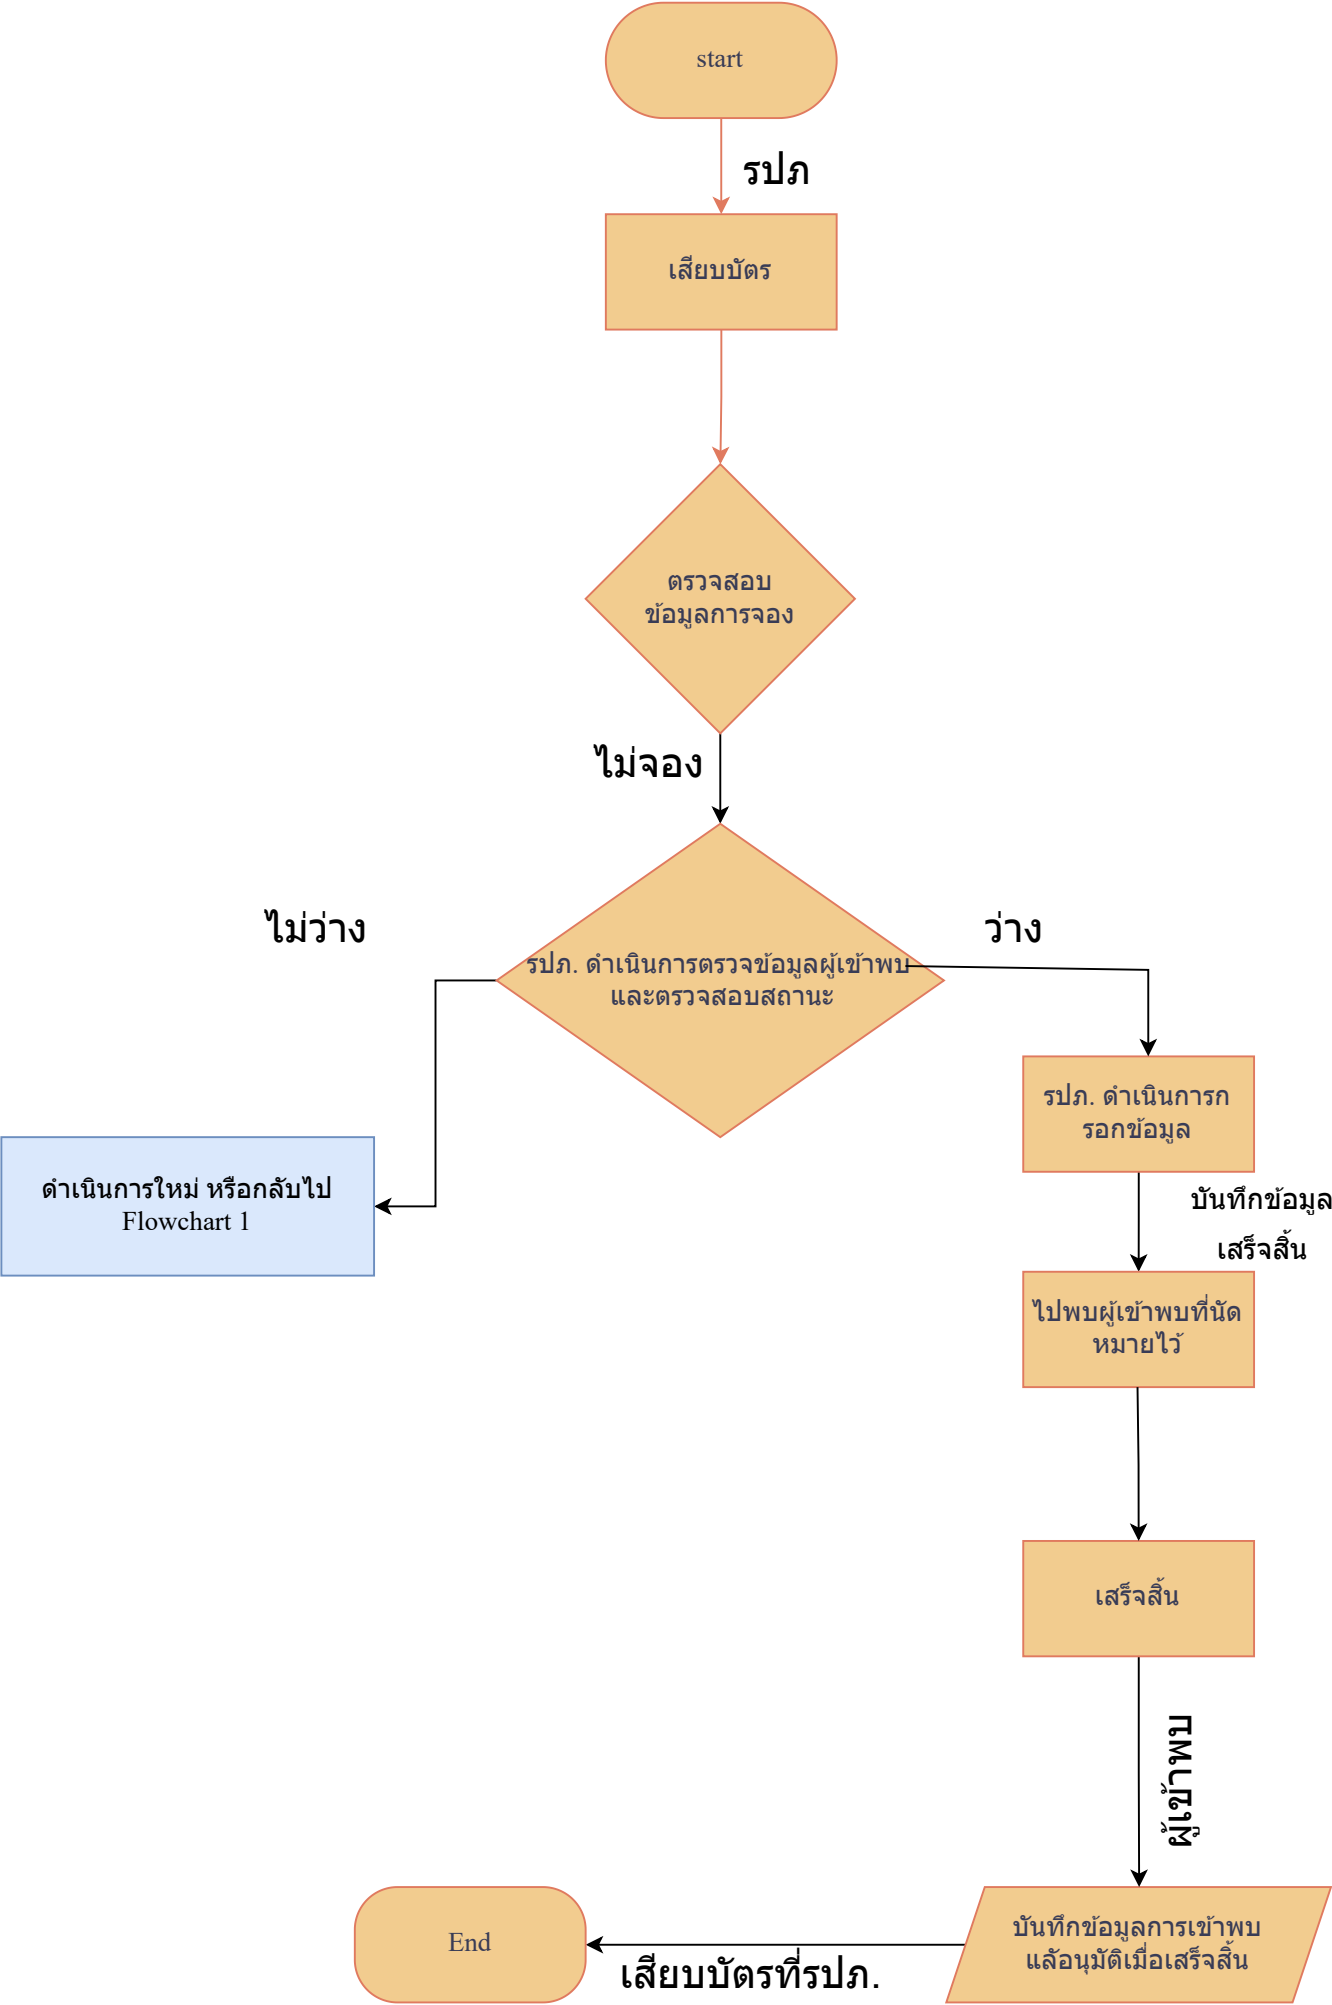 start
รปภ
เสียบบัตร
ตรวจสอบ
ข้อมูลการจอง
ไม่จอง
ไม่ว่าง
ว่าง
รปภ. ดำเนินการตรวจข้อมูลผู้เข้าพบ
และตรวจสอบสถานะ
รปภ. ดำเนินการก
รอกข้อมูล
ดำเนินการใหม่ หรือกลับไป
Flowchart 1
บันทึกข้อมูล
เสร็จสิ้น
ไปพบผู้เข้าพบที่นัด
หมายไว้
เสร็จสิ้น
ผู้เข้าพบ
บันทึกข้อมูลการเข้าพบ
แล้อนุมัติเมื่อเสร็จสิ้น
End
เสียบบัตรที่รปภ.